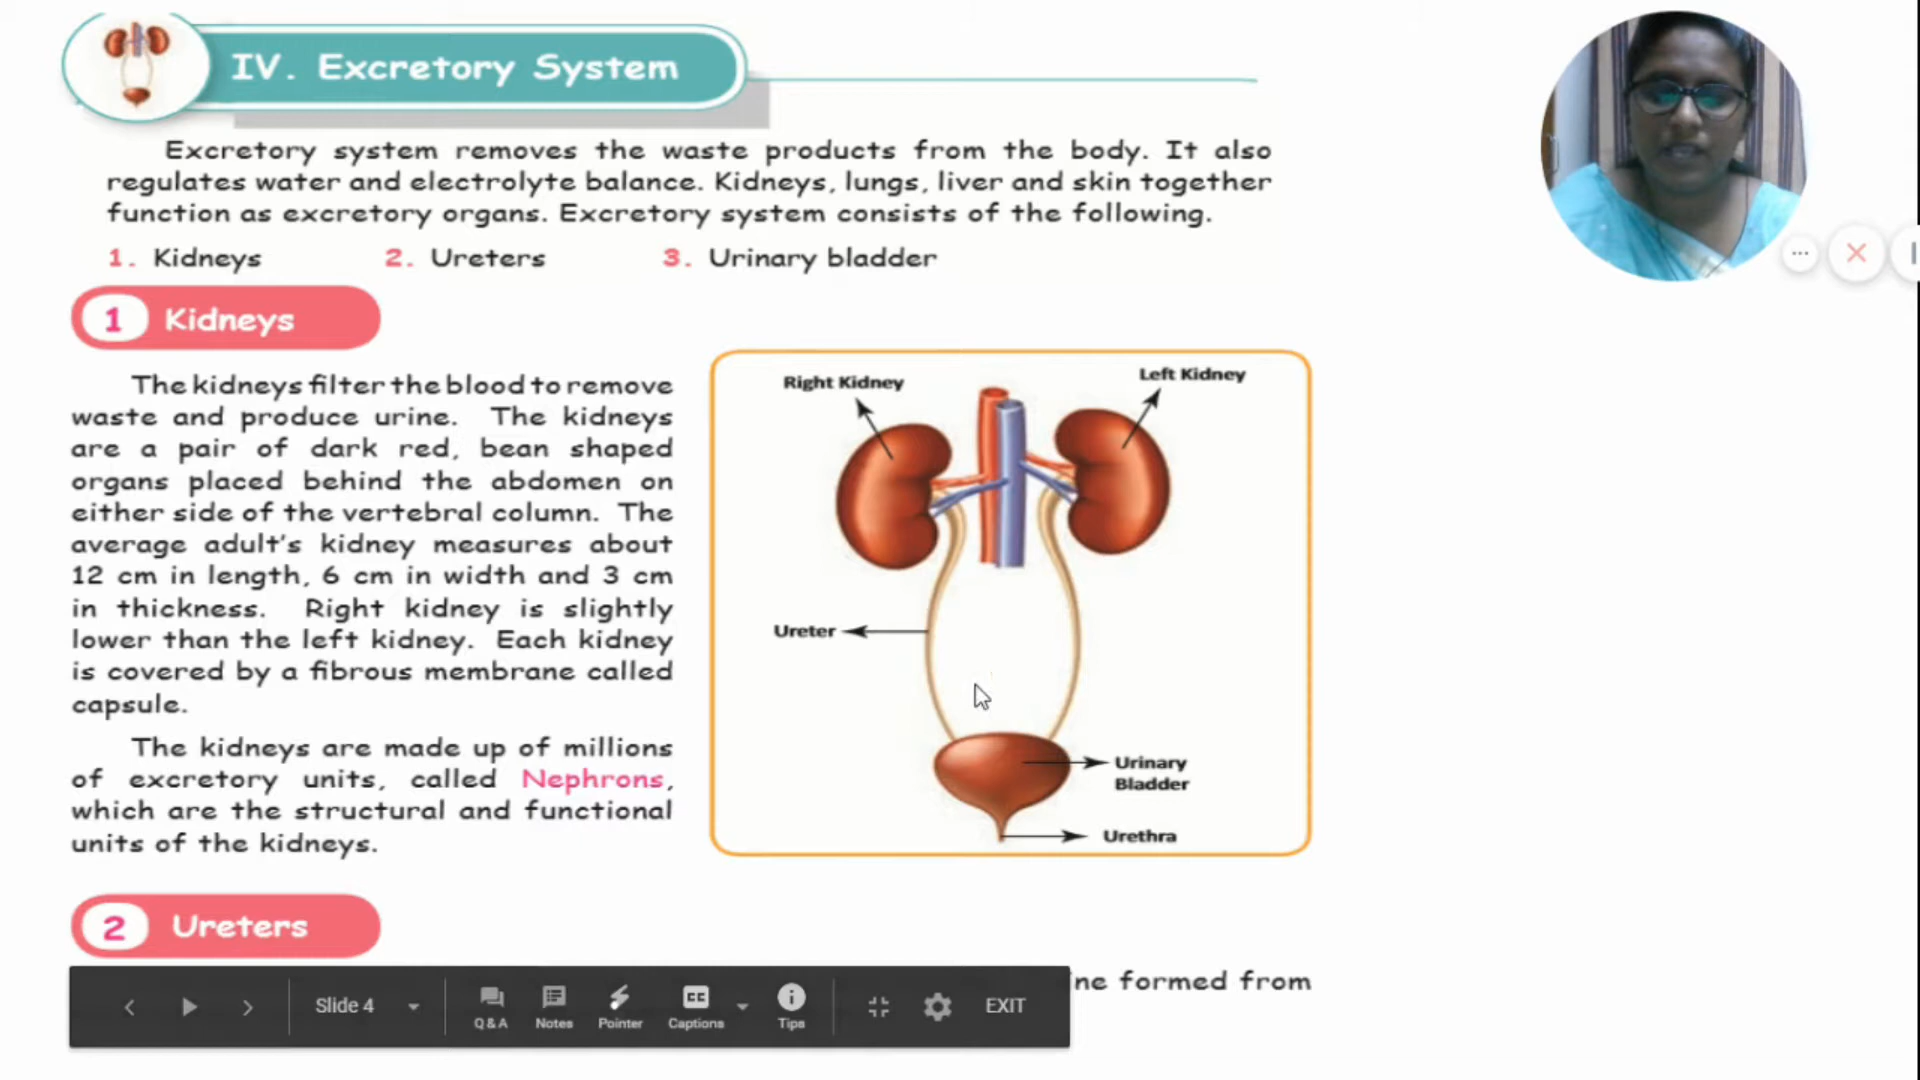 IV. Excretory System
Excretory system removes the waste products from the body. It also
regulates water and electrolyte balance. Kidneys, lungs, liver and skin together
function as excretory organs. Excretory system consists of the following.
1. Kidneys 2. Ureters 3. Urinary bladder
1 Kidneys
The kidneys filter the blood to remove
waste and produce urine. The kidneys
are a pair of dark red, bean shaped
organs placed behind the abdomen on
either side of the vertebral column. The
average adult's kidney measures about
12 cm in length, 6 cm in width and 3 cm
in thickness. Right kidney is slightly
lower than the left kidney. Each kidney
is covered by a fibrous membrane called
capsule.
The kidneys are made up of millions
of excretory units, called Nephrons,
which are the structural and functional
units of the kidneys.
Right Kidney
Left Kidney
Ureter
Urinary
Bladder
Urethra
2 Ureters
formed from
Slide 4
Q&A
Notes
Pointer
CC
Captions
Tips
EXIT